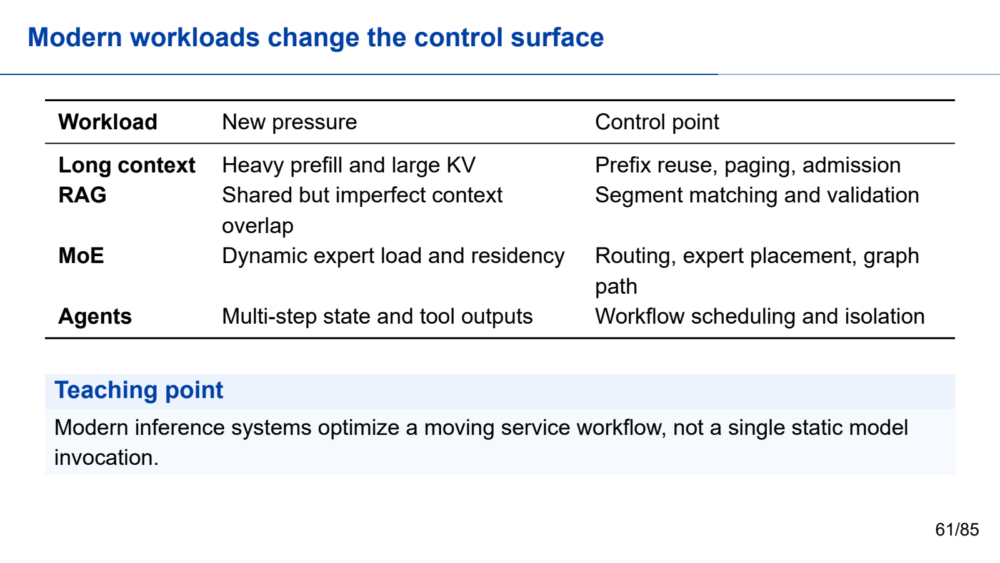 Modern workloads change the control surface
Workload New pressure Control point
Long context Heavy prefill and large KV Prefix reuse, paging, admission
RAG Shared but imperfect context overlap Segment matching and validation
MoE Dynamic expert load and residency Routing, expert placement, graph path
Agents Multi-step state and tool outputs Workflow scheduling and isolation
Teaching point
Modern inference systems optimize a moving service workflow, not a single static model
invocation.
61/85